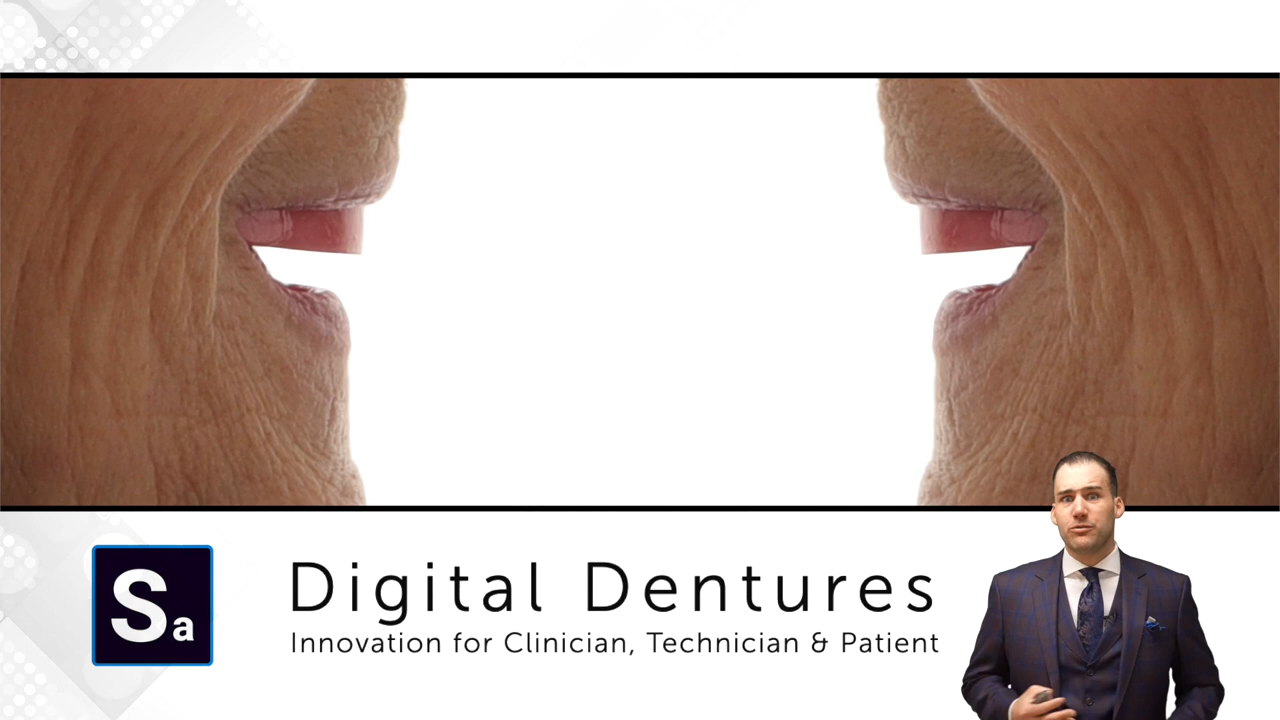 Sa
Digital Dentures
Innovation for Clinician, Technician & Patient